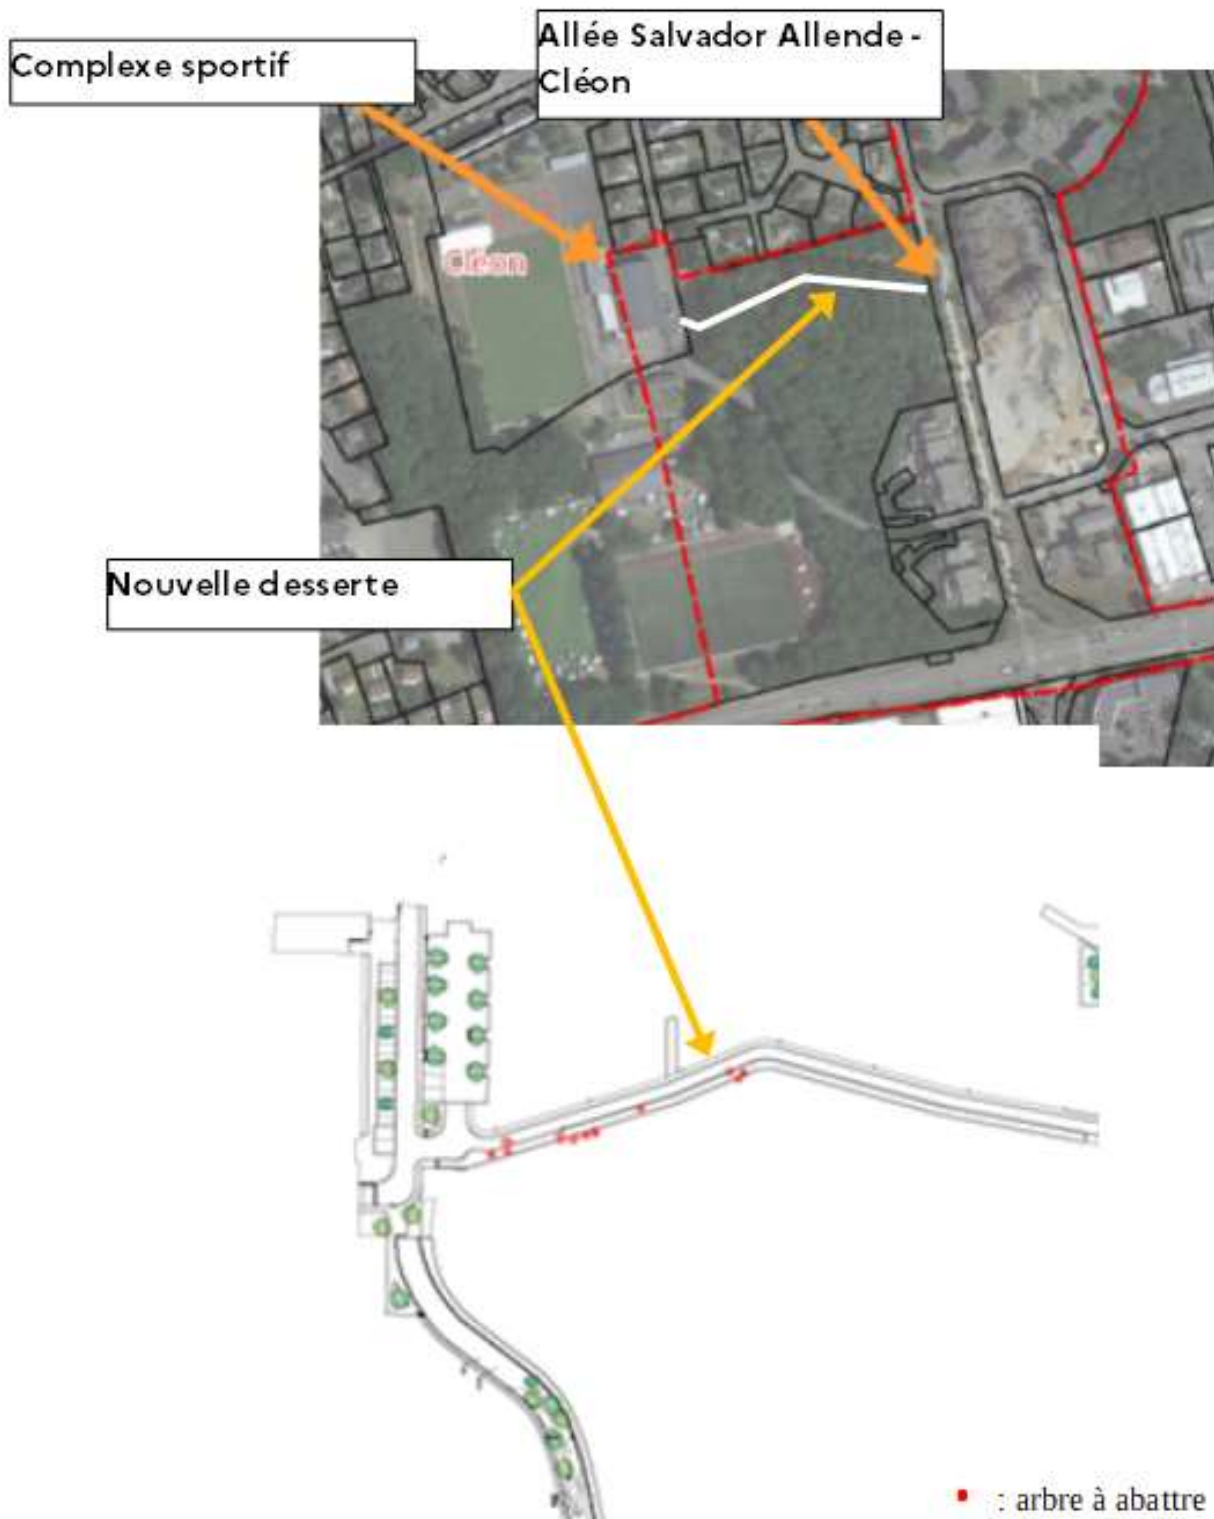 Complexe sportif
Allée Salvador Allende -
Cléon
Cléon
Nouvelle desserte
: arbre à abattre